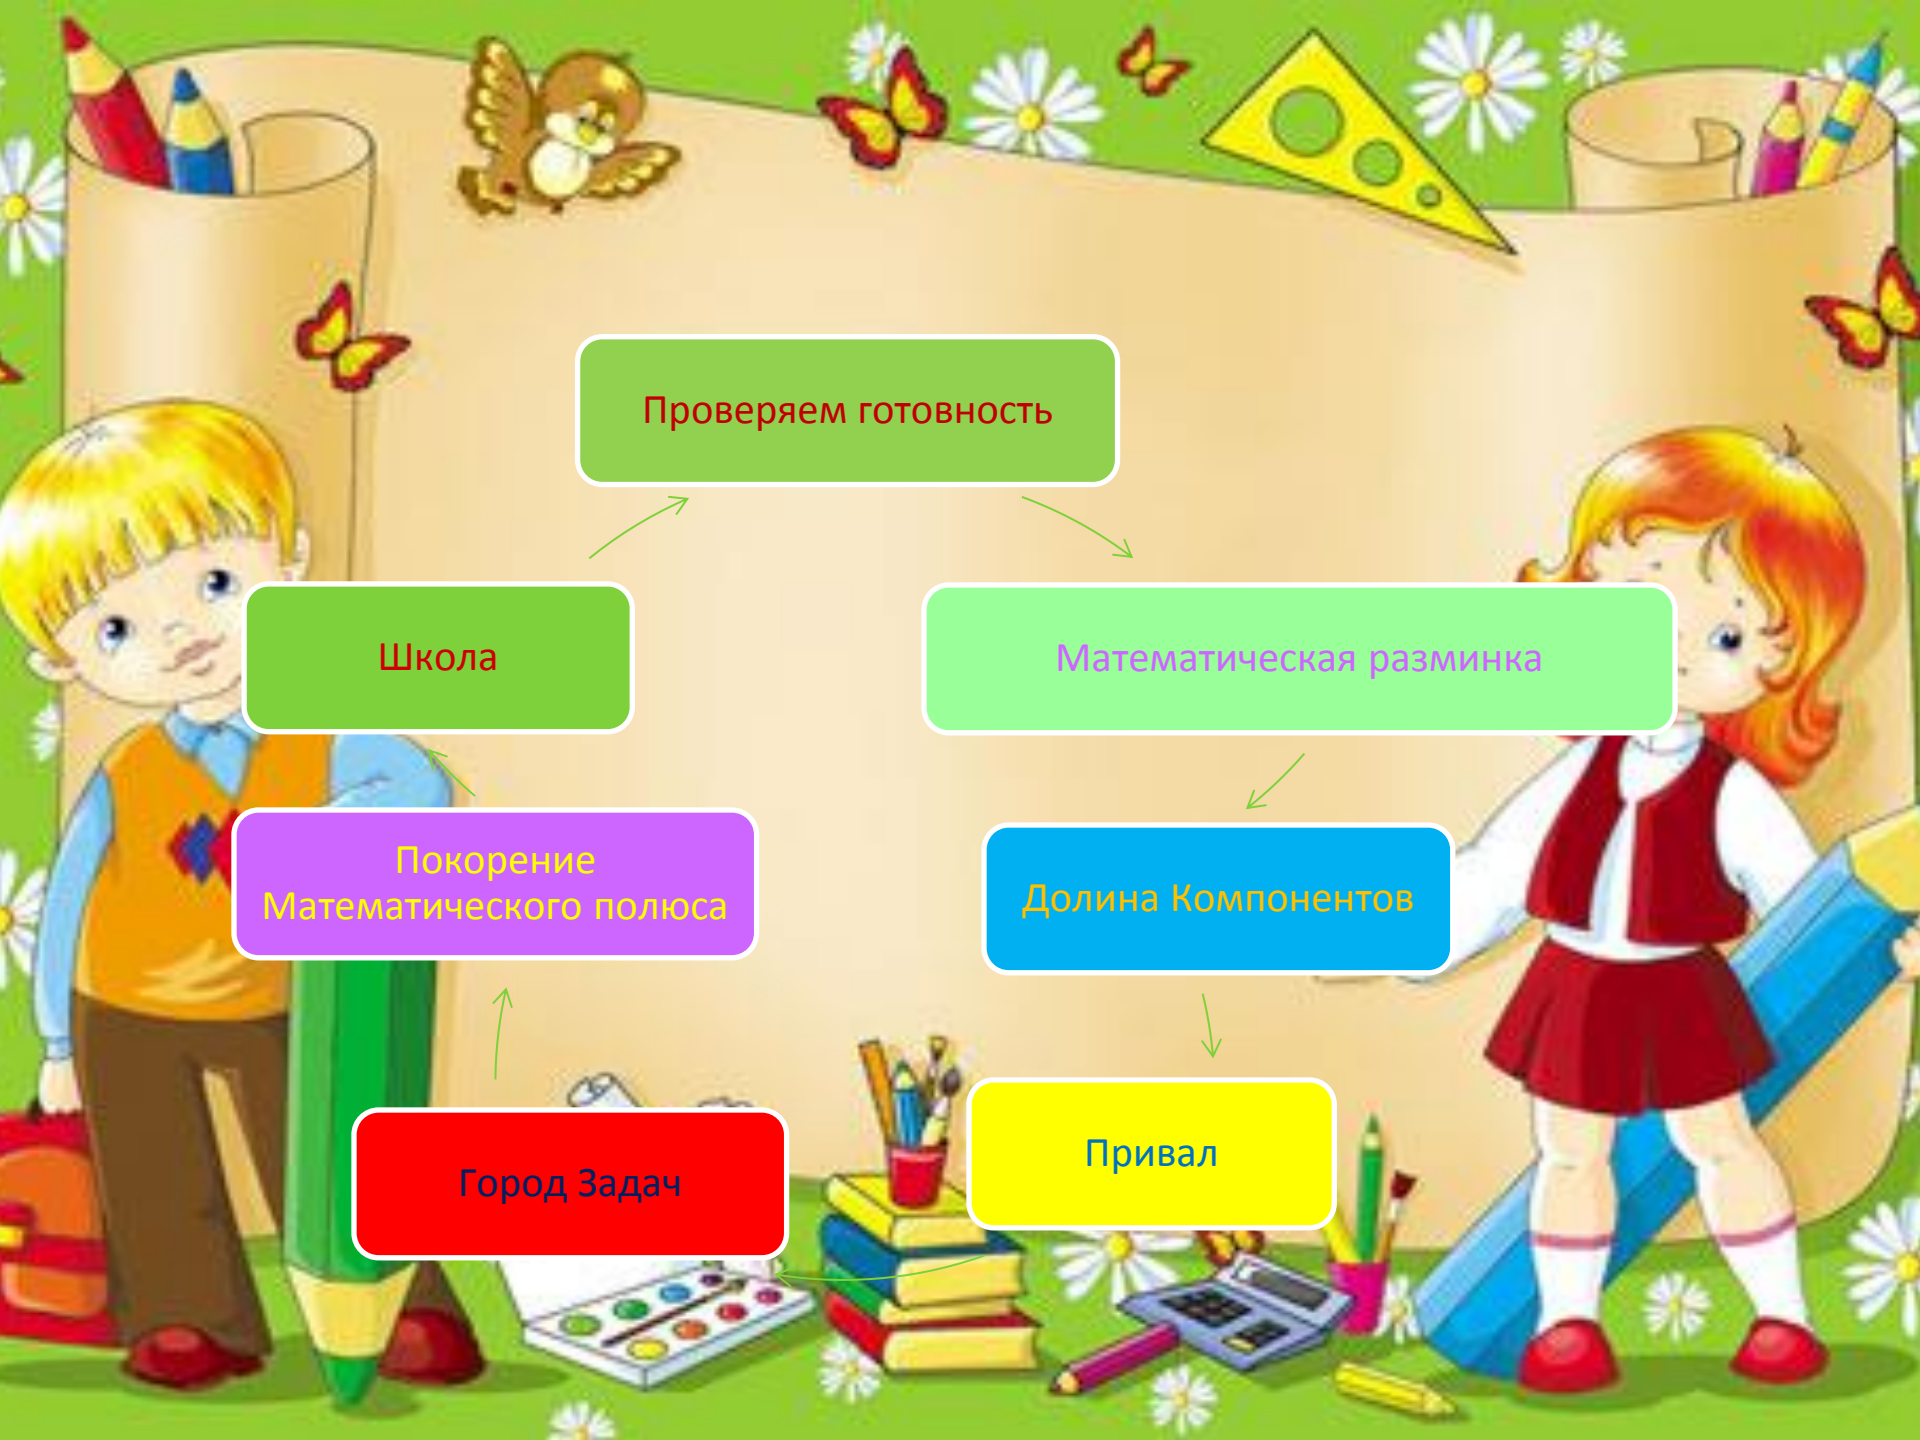 Проверяем готовность
Математическая разминка
Долина Компонентов
Привал
Город Задач
Покорение
Математического полюса
Школа